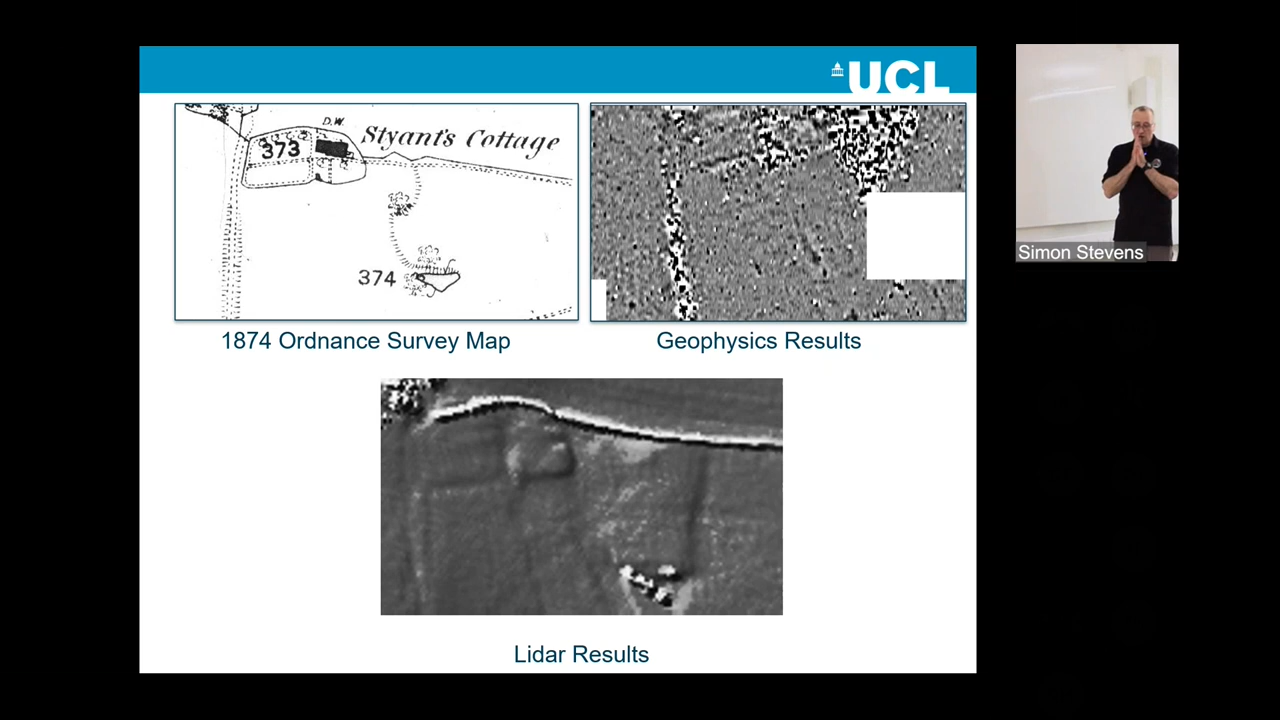 UCL
D.W.
Styant's Cottage
373
374
1874 Ordnance Survey Map
Geophysics Results
Lidar Results
Simon Stevens